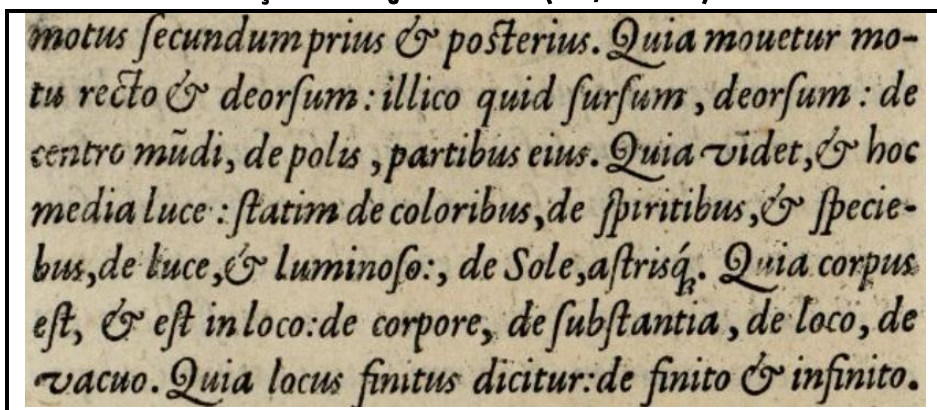 motus ſecundum prius & poſterius. Quia mouetur mo-
tu recto & deorſum: illico quid ſurſum, deorſum: de
centro mũdi, de polis, partibus eius. Quia videt, & hoc
media luce: ſtatim de coloribus, de ſpiritibus, & ſpecie-
bus, de luce, & luminoſo:, de Sole, aſtrisq́;. Quia corpus
eſt, & eſt in loco: de corpore, de ſubſtantia, de loco, de
vacuo. Quia locus finitus dicitur: de finito & infinito.